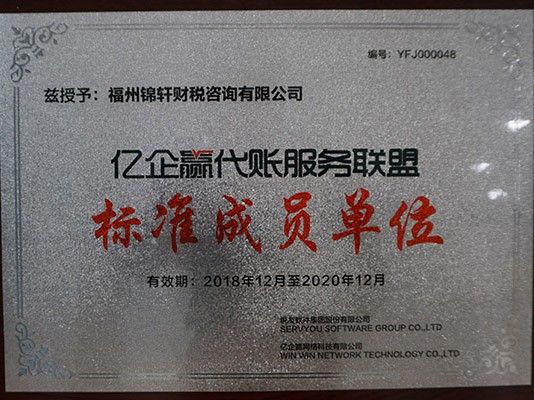 编号：YFJ000048
兹授予：福州锦轩财税咨询有限公司
亿企赢代账服务联盟
标准成员单位
有效期：2018年12月至2020年12月
税友软件集团股份有限公司
SERVYOU SOFTWARE GROUP CO.,LTD
亿企赢网络科技有限公司
WIN WIN NETWORK TECHNOLOGY CO.,LTD